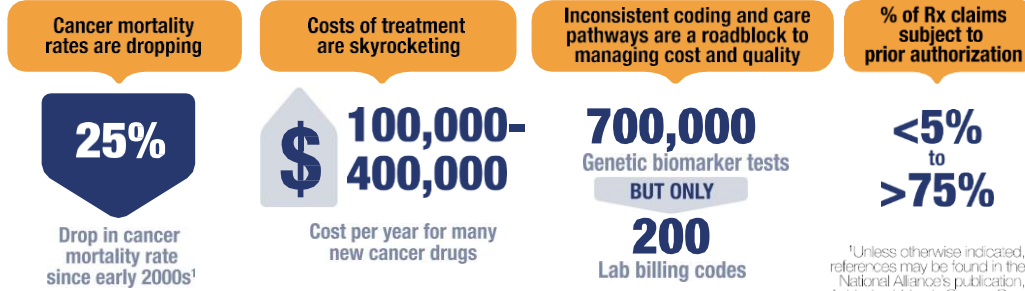 Cancer mortality
rates are dropping
25%
Drop in cancer
mortality rate
since early 2000s¹
Costs of treatment
are skyrocketing
$
100,000-
400,000
Cost per year for many
new cancer drugs
Inconsistent coding and care
pathways are a roadblock to
managing cost and quality
700,000
Genetic biomarker tests
BUT ONLY
200
Lab billing codes
% of Rx claims
subject to
prior authorization
<5%
to
>75%
¹Unless otherwise indicated,
references may be found in the
National Alliance's publication,